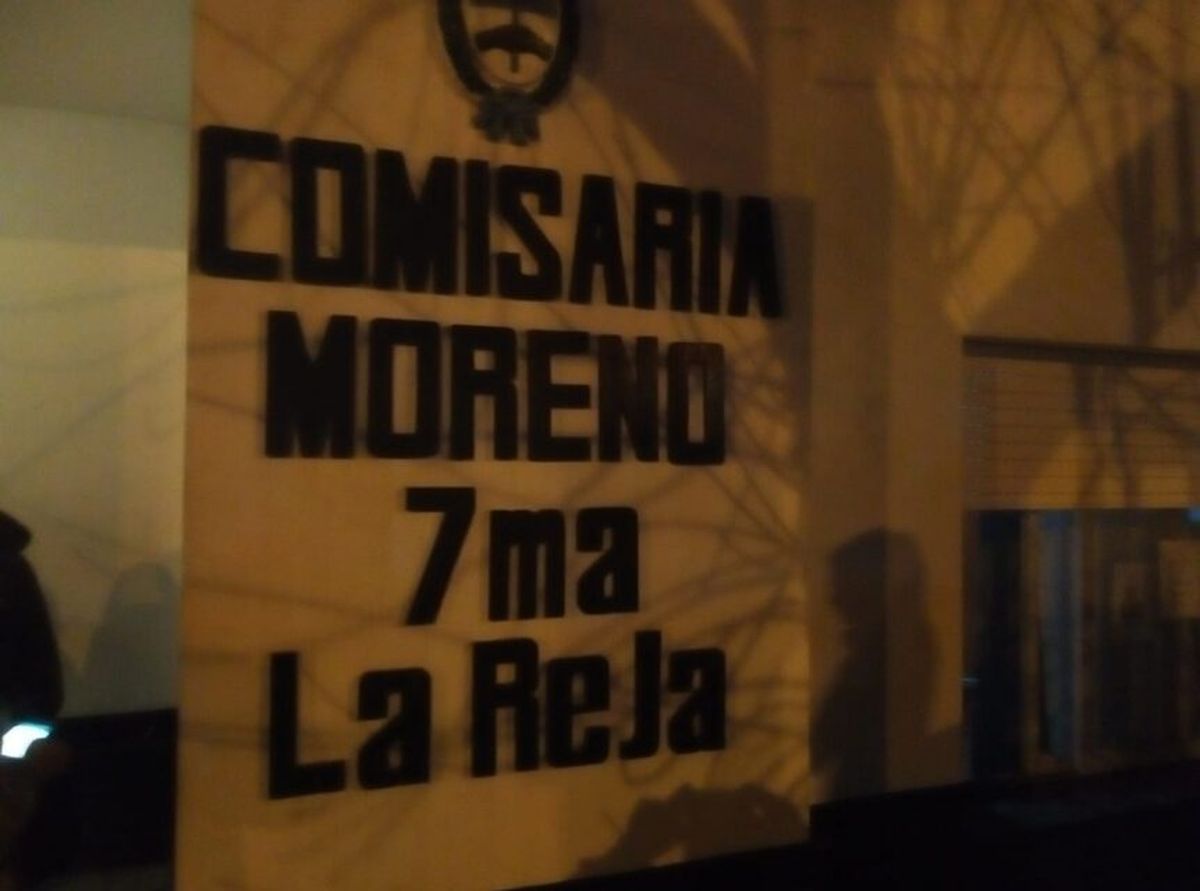 COMISARIA
MORENO
7ma
La ReJa